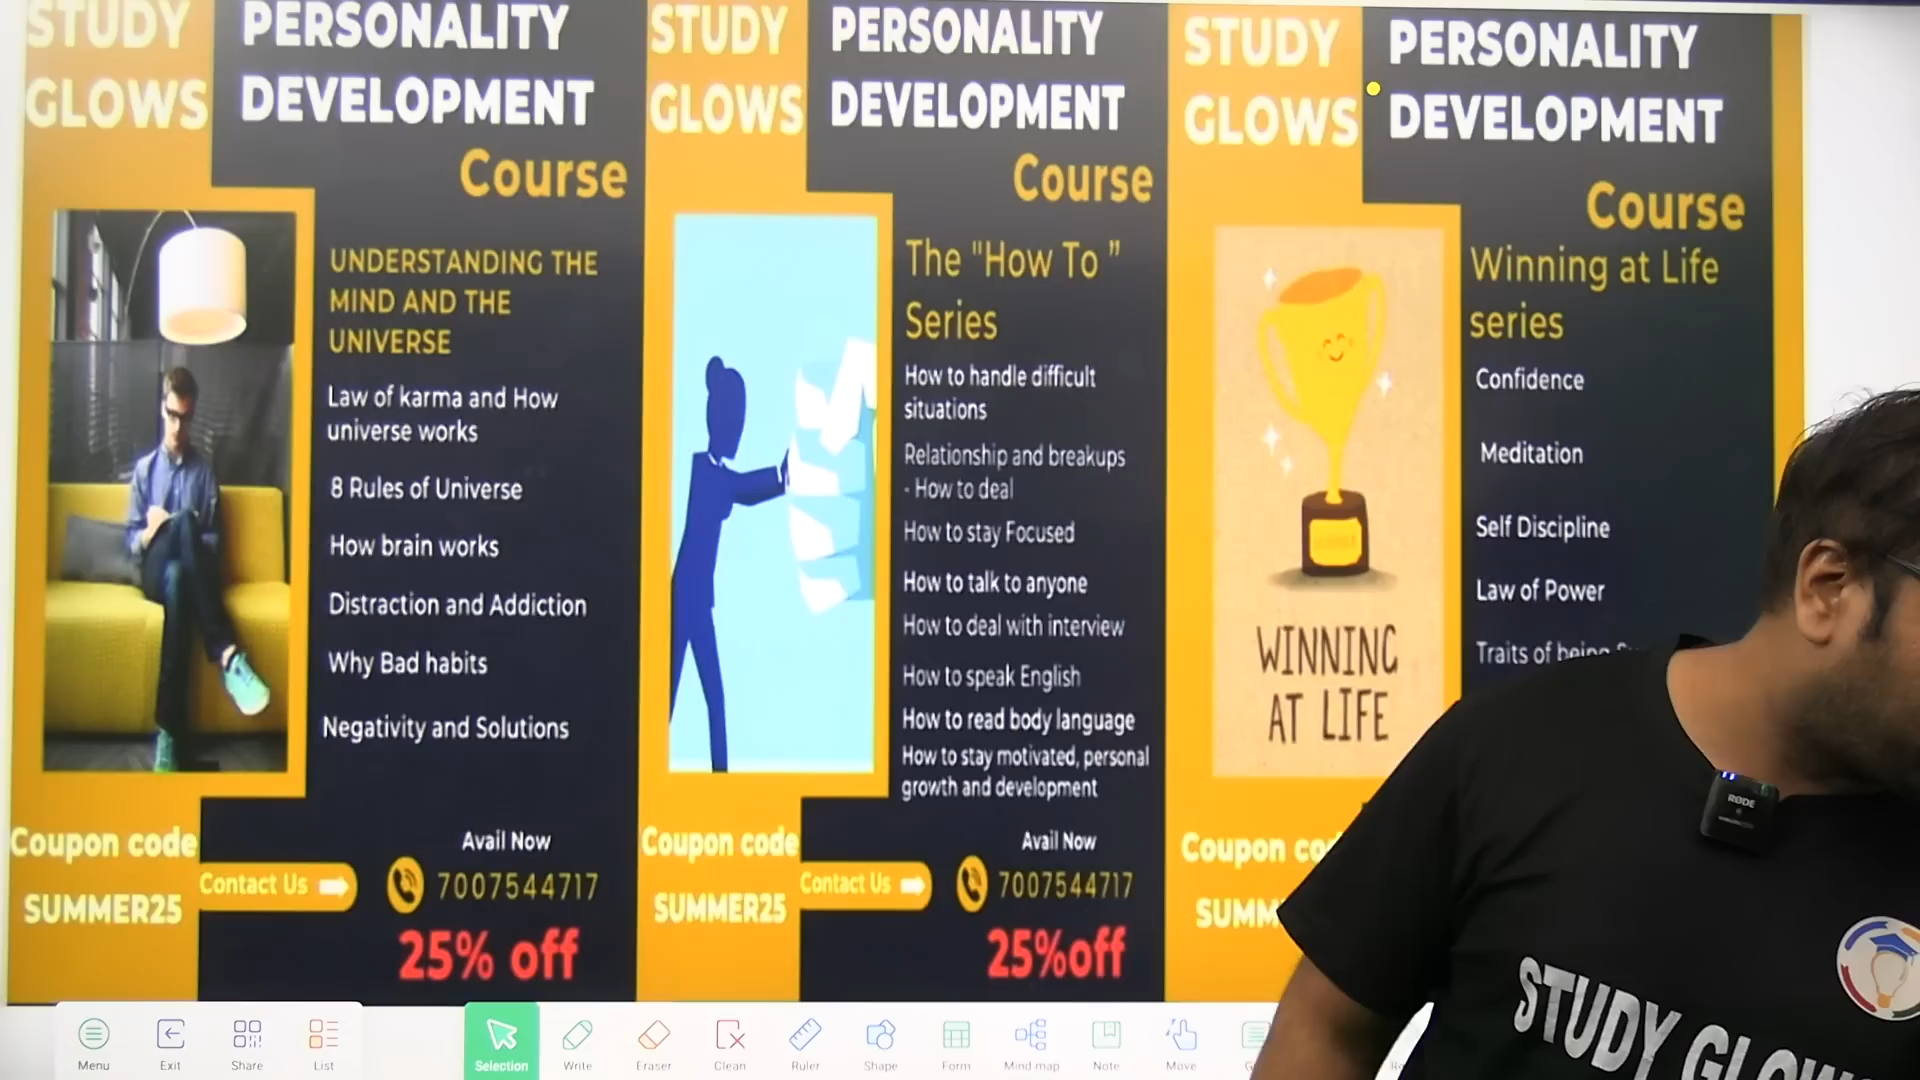 STUDY
GLOWS
PERSONALITY
DEVELOPMENT
Course
UNDERSTANDING THE
MIND AND THE
UNIVERSE
Law of karma and How
universe works
8 Rules of Universe
How brain works
Distraction and Addiction
Why Bad habits
Negativity and Solutions
Coupon code
SUMMER25
Contact Us
Avail Now
7007544717
25% off
STUDY
GLOWS
PERSONALITY
DEVELOPMENT
Course
The "How To ”
Series
How to handle difficult
situations
Relationship and breakups
- How to deal
How to stay Focused
How to talk to anyone
How to deal with interview
How to speak English
How to read body language
How to stay motivated, personal
growth and development
Coupon code
SUMMER25
Contact Us
Avail Now
7007544717
25%off
STUDY
GLOWS
PERSONALITY
DEVELOPMENT
Course
Winning at Life
series
Confidence
Meditation
Self Discipline
Law of Power
Traits of being
WINNING
AT LIFE
Coupon
RØDE
STUDY
Menu
Exit
Share
List
Selection
Write
Eraser
Clean
Ruler
Shape
Form
Mind map
Note
Move